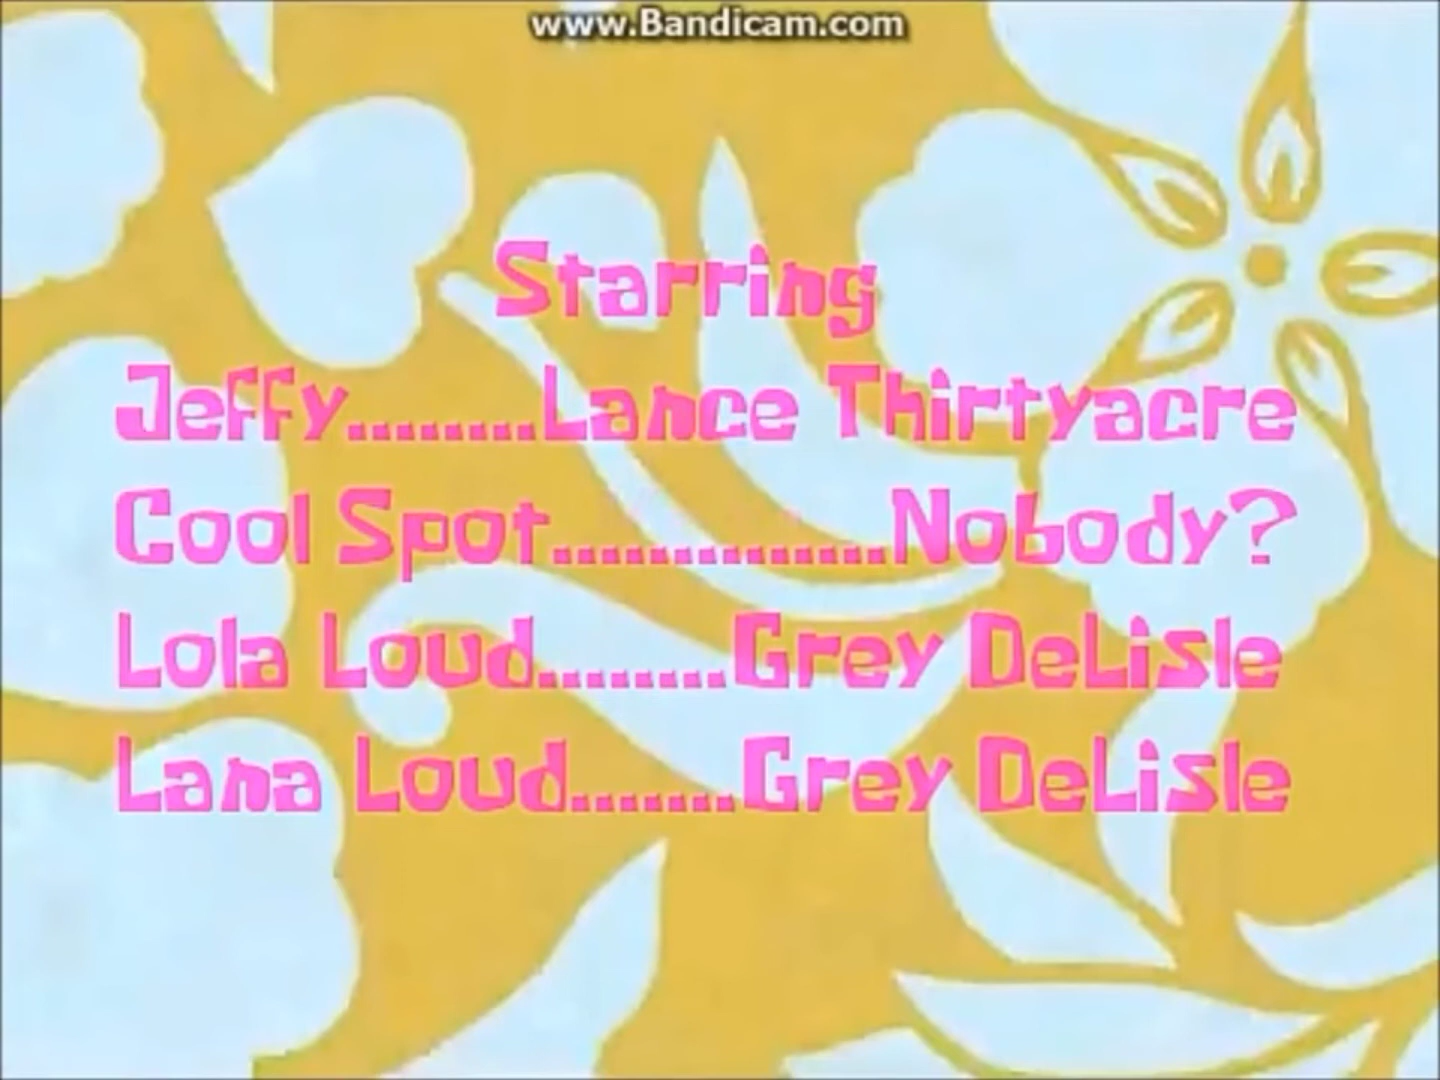 www.Bandicam.com
Starring
Jeffy........Lance Thirtyacre
Cool Spot..............Nobody?
Lola Loud........Grey DeLisle
Lana Loud.......Grey DeLisle